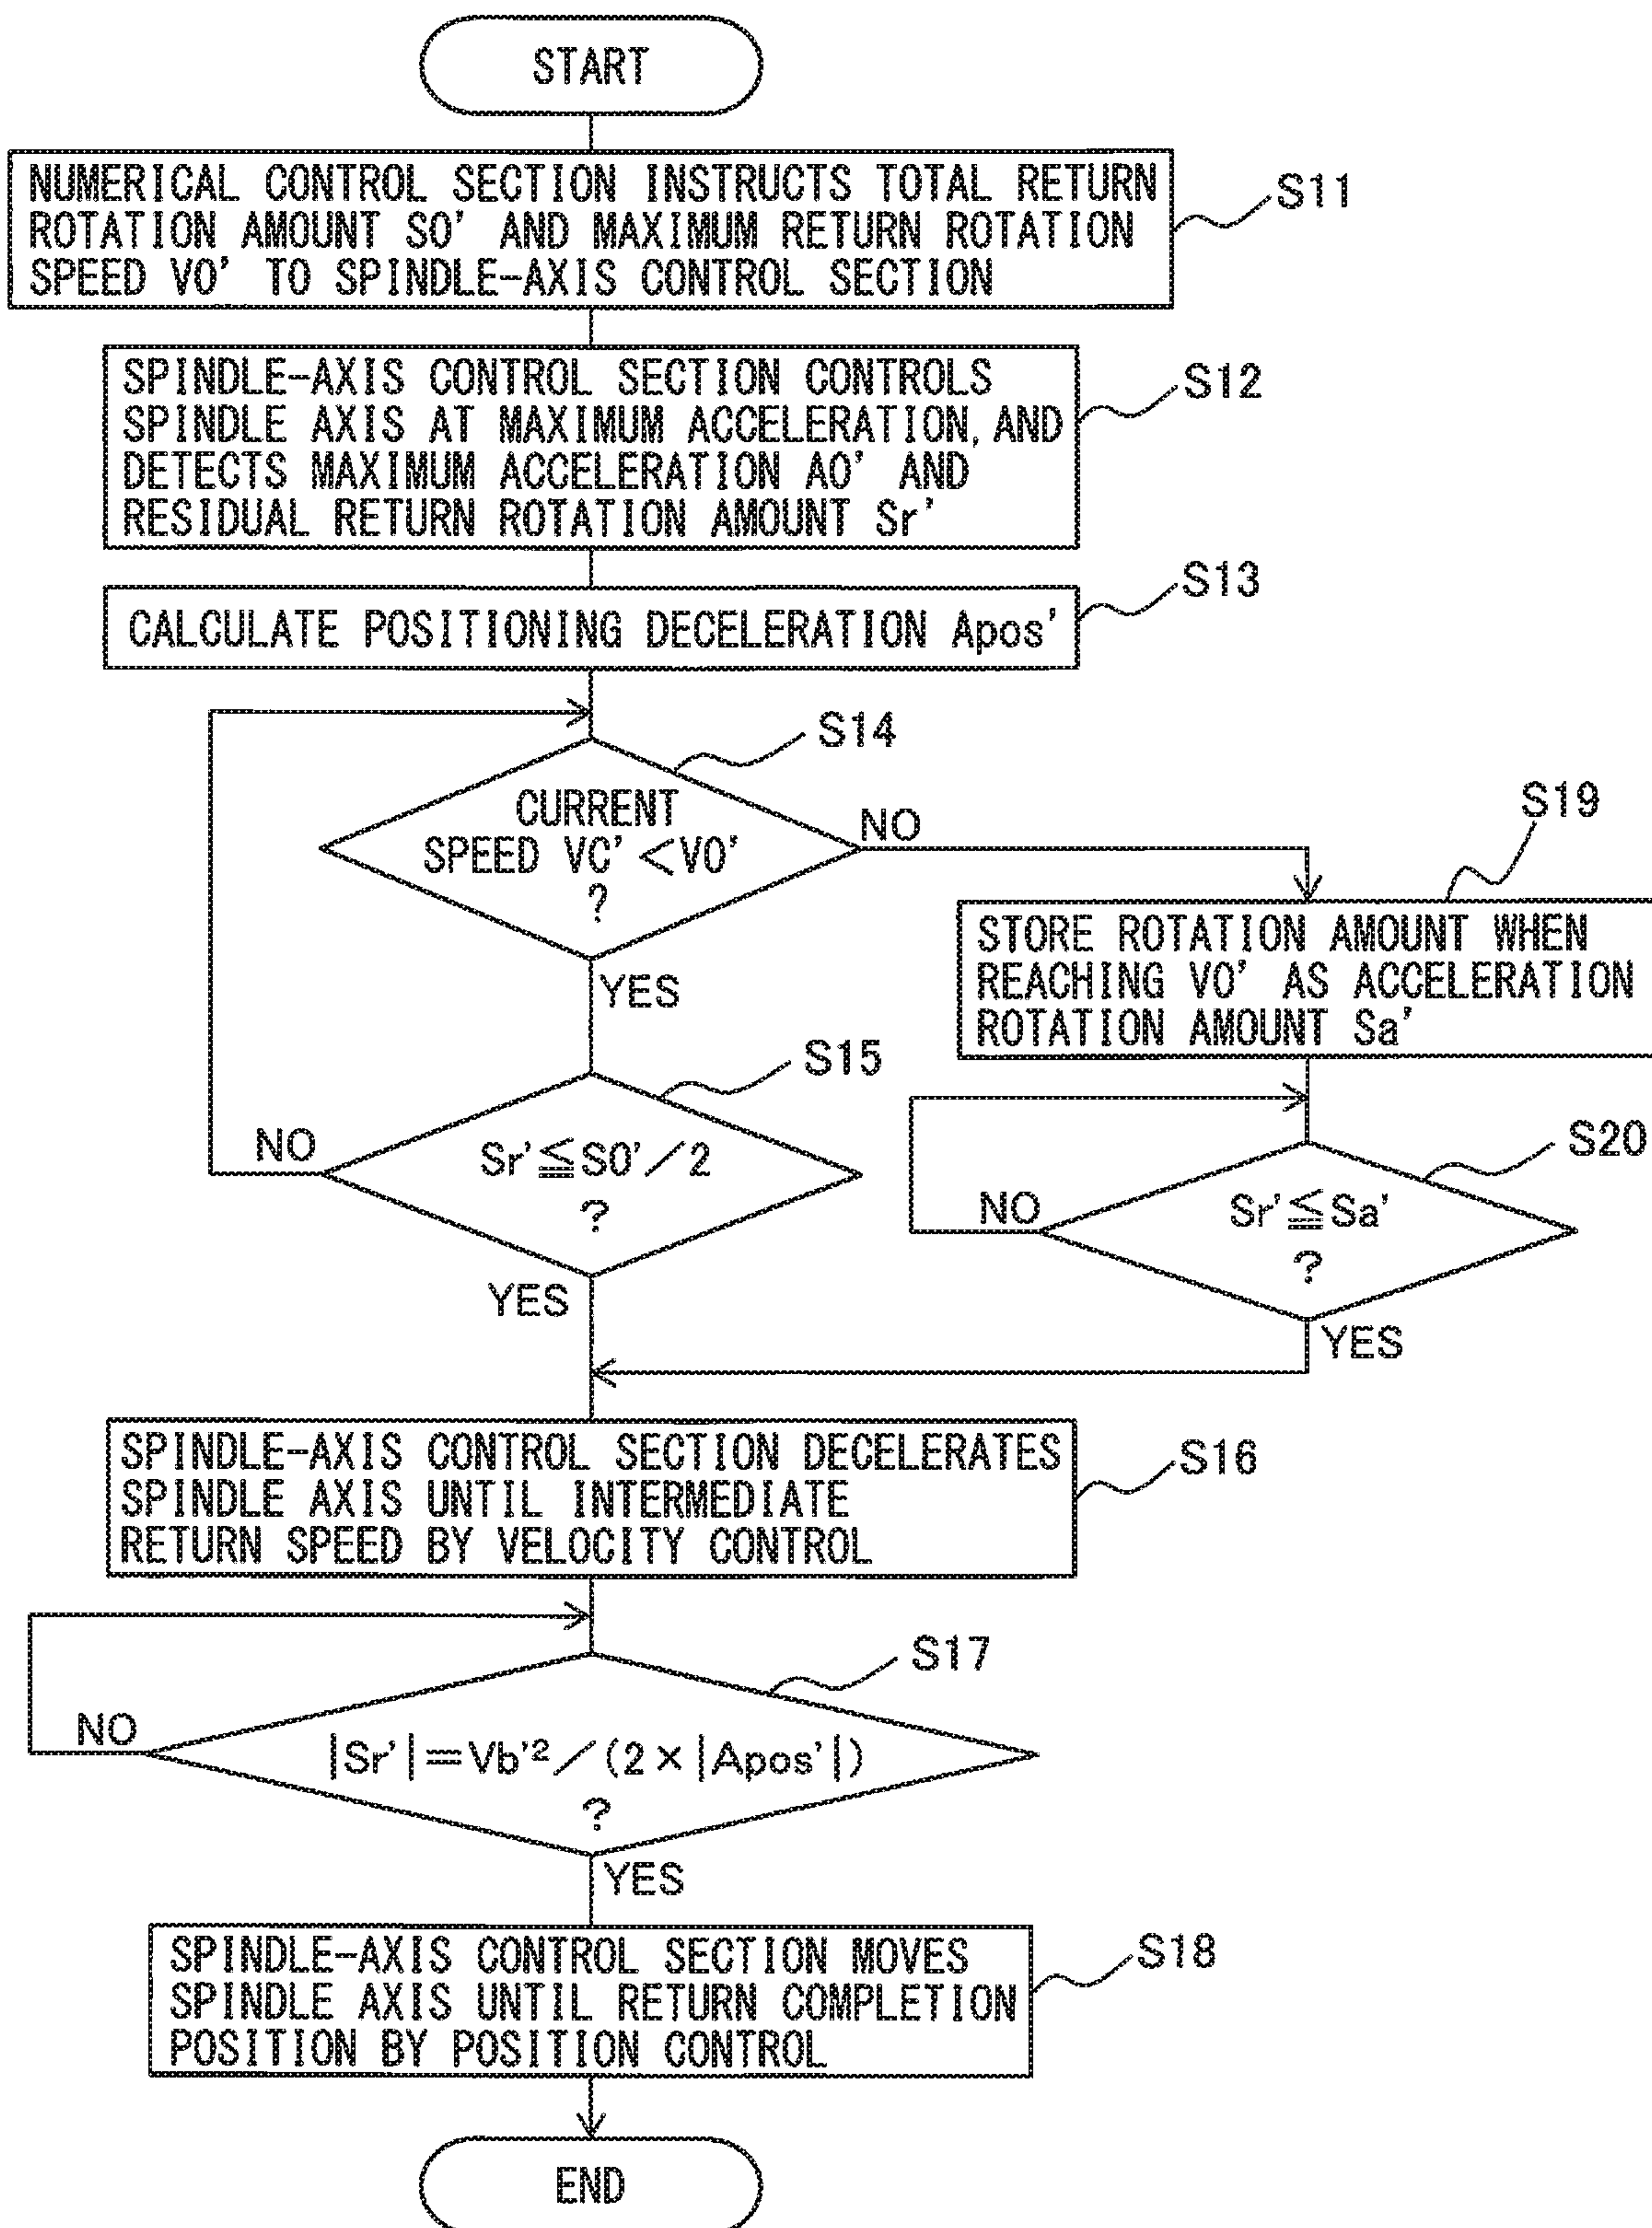 START
NUMERICAL CONTROL SECTION INSTRUCTS TOTAL RETURN
ROTATION AMOUNT S0' AND MAXIMUM RETURN ROTATION
SPEED V0' TO SPINDLE-AXIS CONTROL SECTION
S11
SPINDLE-AXIS CONTROL SECTION CONTROLS
SPINDLE AXIS AT MAXIMUM ACCELERATION, AND
DETECTS MAXIMUM ACCELERATION A0' AND
RESIDUAL RETURN ROTATION AMOUNT Sr'
S12
CALCULATE POSITIONING DECELERATION Apos'
S13
CURRENT
SPEED VC' <V0'
?
S14
NO
YES
STORE ROTATION AMOUNT WHEN
REACHING V0' AS ACCELERATION
ROTATION AMOUNT Sa'
S19
Sr'≦S0'／2
?
S15
NO
YES
Sr'≦Sa'
?
S20
NO
YES
SPINDLE-AXIS CONTROL SECTION DECELERATES
SPINDLE AXIS UNTIL INTERMEDIATE
RETURN SPEED BY VELOCITY CONTROL
S16
|Sr'|=Vb'²／(2×|Apos'|)
?
S17
NO
YES
SPINDLE-AXIS CONTROL SECTION MOVES
SPINDLE AXIS UNTIL RETURN COMPLETION
POSITION BY POSITION CONTROL
S18
END